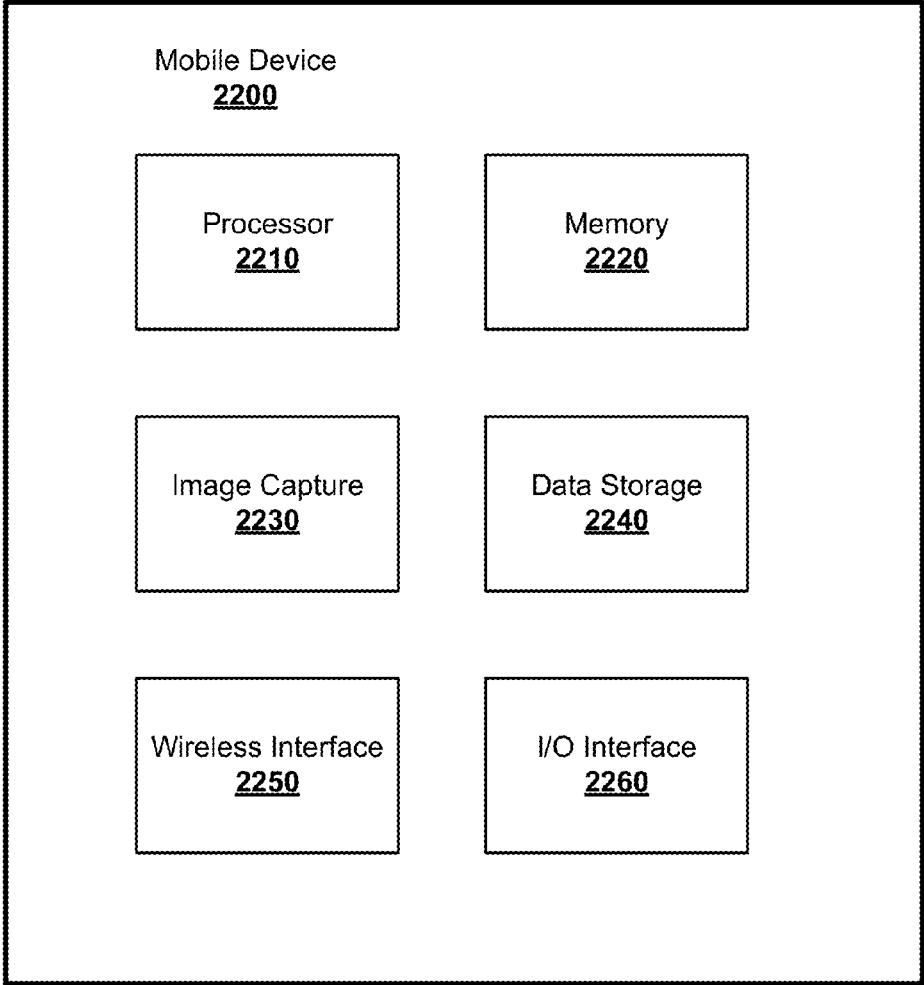 Mobile Device
2200
Processor
2210
Memory
2220
Image Capture
2230
Data Storage
2240
Wireless Interface
2250
I/O Interface
2260